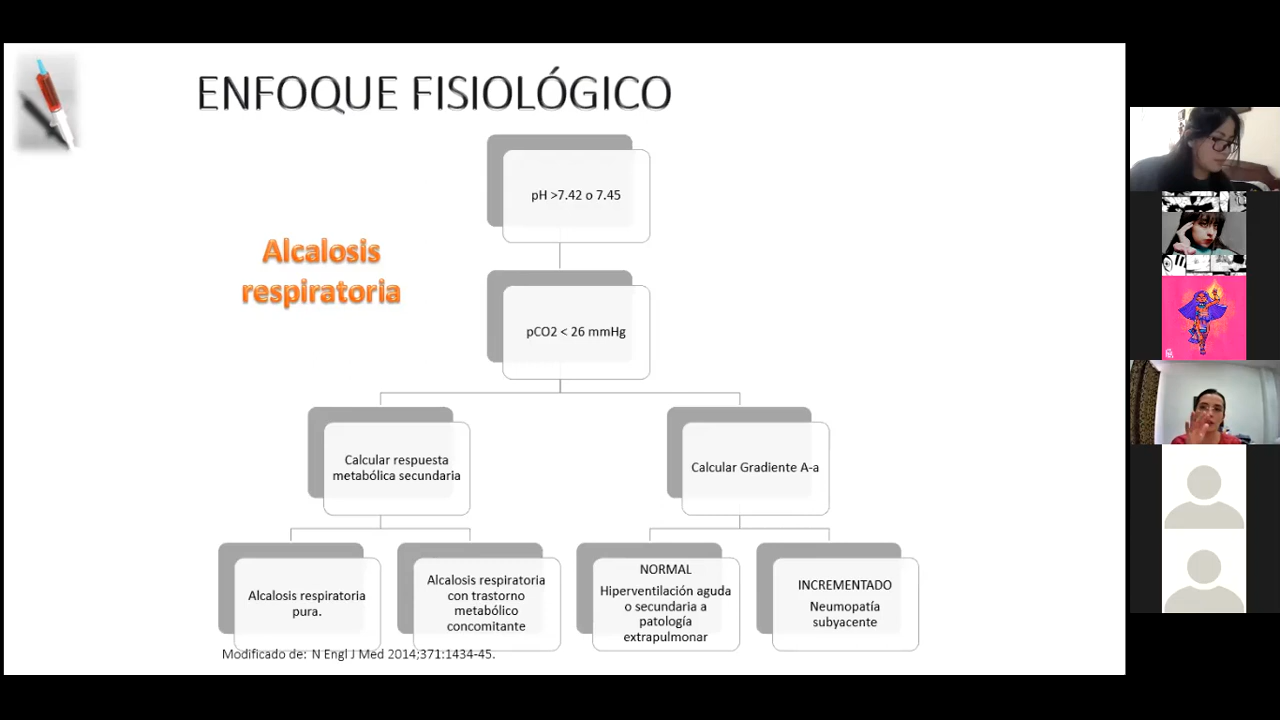 ENFOQUE FISIOLÓGICO
pH >7.42 o 7.45
Alcalosis
respiratoria
pCO2 < 26 mmHg
Calcular respuesta
metabólica secundaria
Calcular Gradiente A-a
Alcalosis respiratoria
pura.
Alcalosis respiratoria
con trastorno
metabólico
concomitante
NORMAL
Hiperventilación aguda
o secundaria a
patología
extrapulmonar
INCREMENTADO
Neumopatía
subyacente
Modificado de: N Engl J Med 2014;371:1434-45.